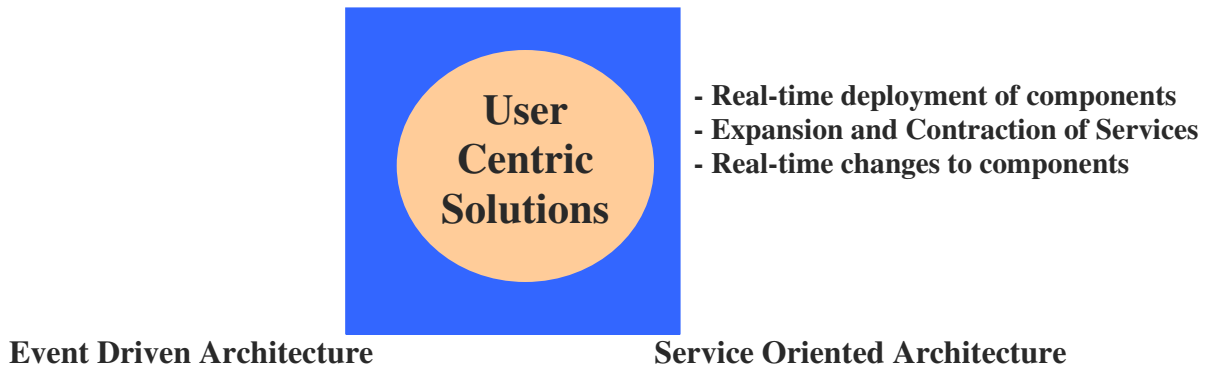 User
Centric
Solutions
- Real-time deployment of components
- Expansion and Contraction of Services
- Real-time changes to components
Event Driven Architecture
Service Oriented Architecture